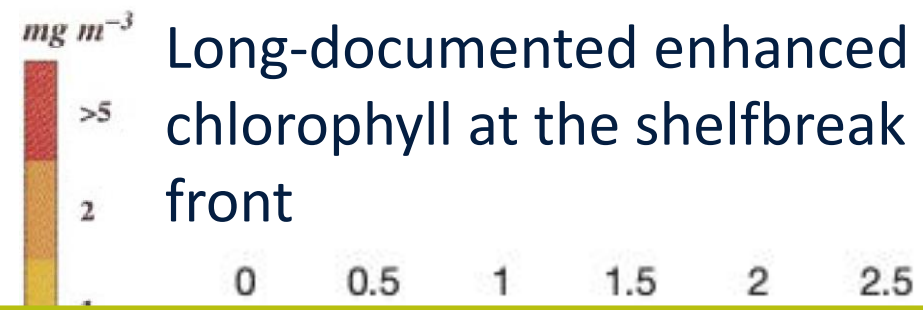 mg m⁻³
Long-documented enhanced
chlorophyll at the shelfbreak
front
>5
2
0 0.5 1 1.5 2 2.5